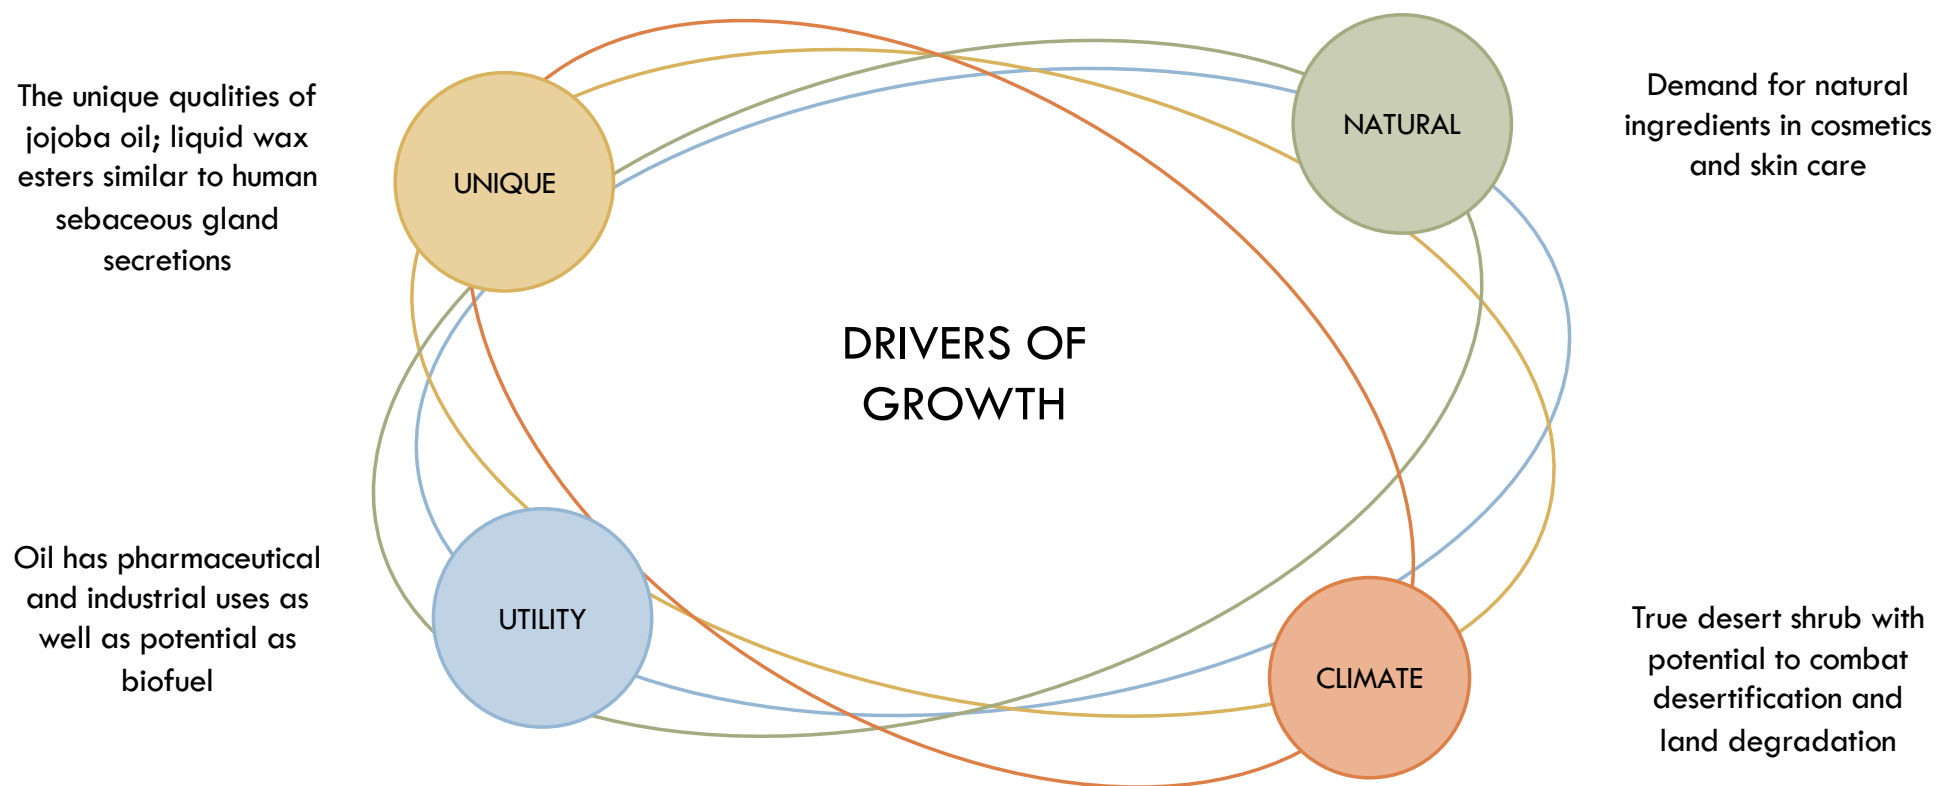 The unique qualities of
jojoba oil; liquid wax
esters similar to human
sebaceous gland
secretions
UNIQUE
NATURAL
Demand for natural
ingredients in cosmetics
and skin care
DRIVERS OF
GROWTH
Oil has pharmaceutical
and industrial uses as
well as potential as
biofuel
UTILITY
CLIMATE
True desert shrub with
potential to combat
desertification and
land degradation